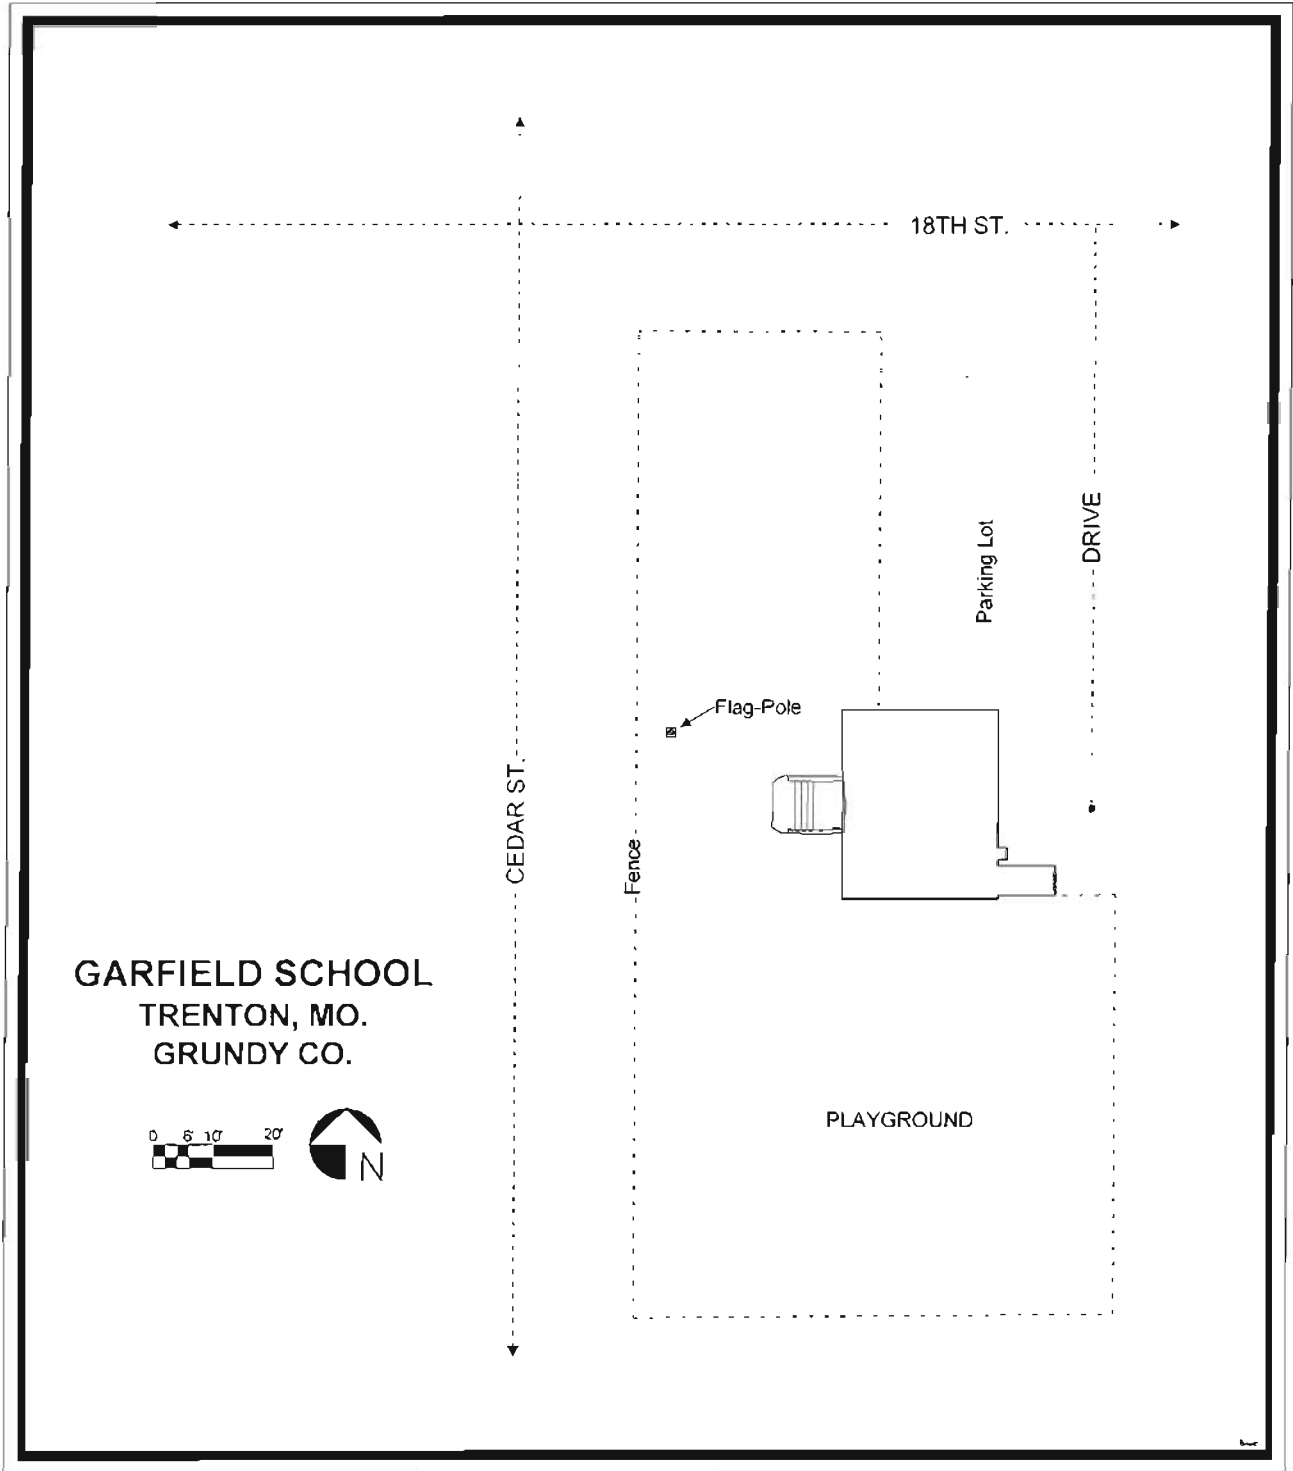 18TH ST.
DRIVE
Parking Lot
Flag-Pole
CEDAR ST.
Fence
GARFIELD SCHOOL
TRENTON, MO.
GRUNDY CO.
0 6' 10' 20'
N
PLAYGROUND